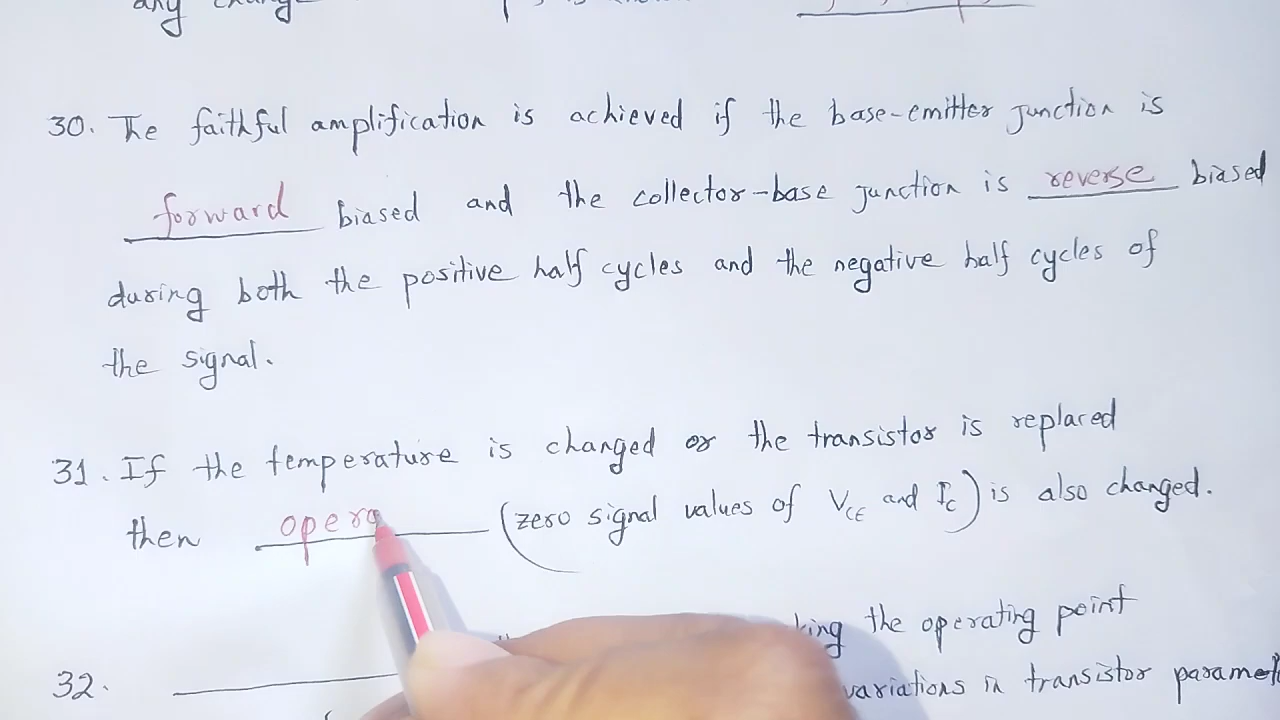 any
30. The faithful amplification is achieved if the base-emitter junction is
forward biased and the collector-base junction is reverse biased
during both the positive half cycles and the negative half cycles of
the signal.
31. If the temperature is changed or the transistor is replaced
then opera (zero signal values of VCE and IC) is also changed.
the operating point
32. variations in transistor